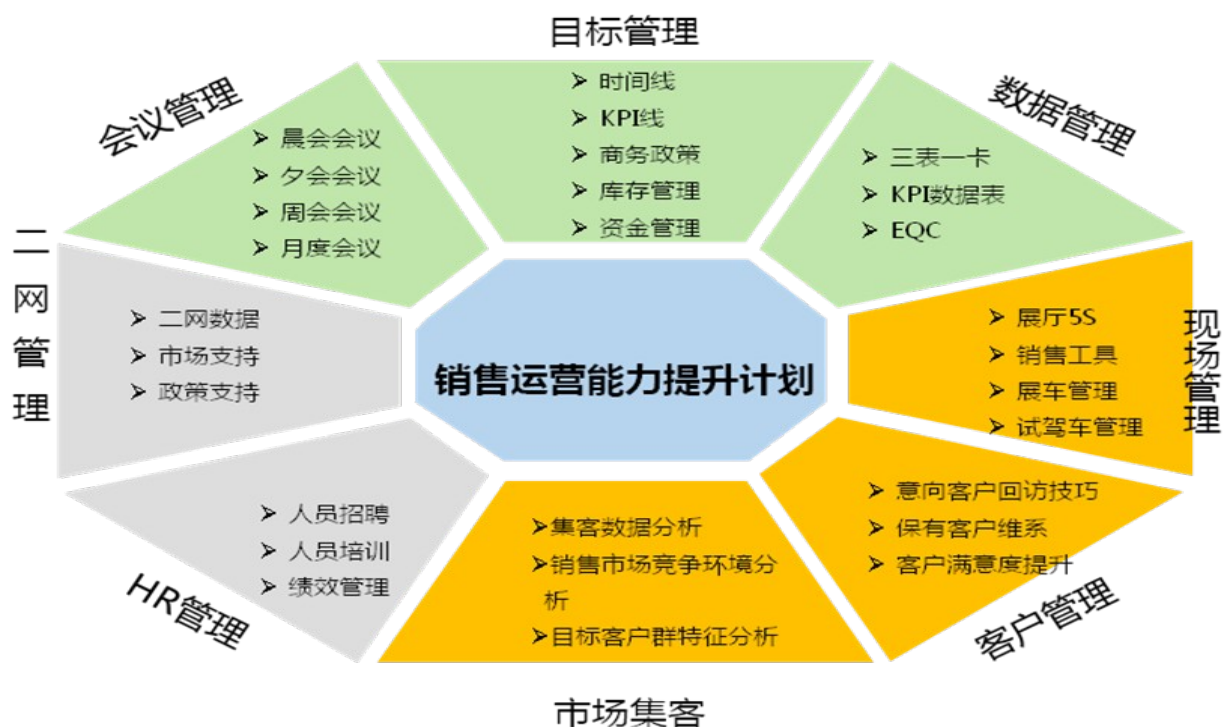 目标管理
➢ 时间线
➢ KPI线
➢ 商务政策
➢ 库存管理
➢ 资金管理
数据管理
➢ 三表一卡
➢ KPI数据表
➢ EQC
现场管理
➢ 展厅5S
➢ 销售工具
➢ 展车管理
➢ 试驾车管理
客户管理
➢ 意向客户回访技巧
➢ 保有客户维系
➢ 客户满意度提升
市场集客
➢集客数据分析
➢销售市场竞争环境分
析
➢目标客户群特征分析
HR管理
➢ 人员招聘
➢ 人员培训
➢ 绩效管理
二网管理
➢ 二网数据
➢ 市场支持
➢ 政策支持
会议管理
➢ 晨会会议
➢ 夕会会议
➢ 周会会议
➢ 月度会议
销售运营能力提升计划